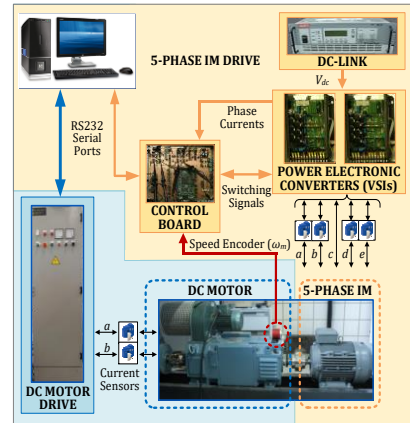 5-PHASE IM DRIVE
DC-LINK
Vdc
Phase
Currents
RS232
Serial
Ports
POWER ELECTRONIC
CONVERTERS (VSIs)
Switching
Signals
CONTROL
BOARD
Speed Encoder (ωm)
a b c d e
DC MOTOR
5-PHASE IM
a
b
Current
Sensors
DC MOTOR
DRIVE